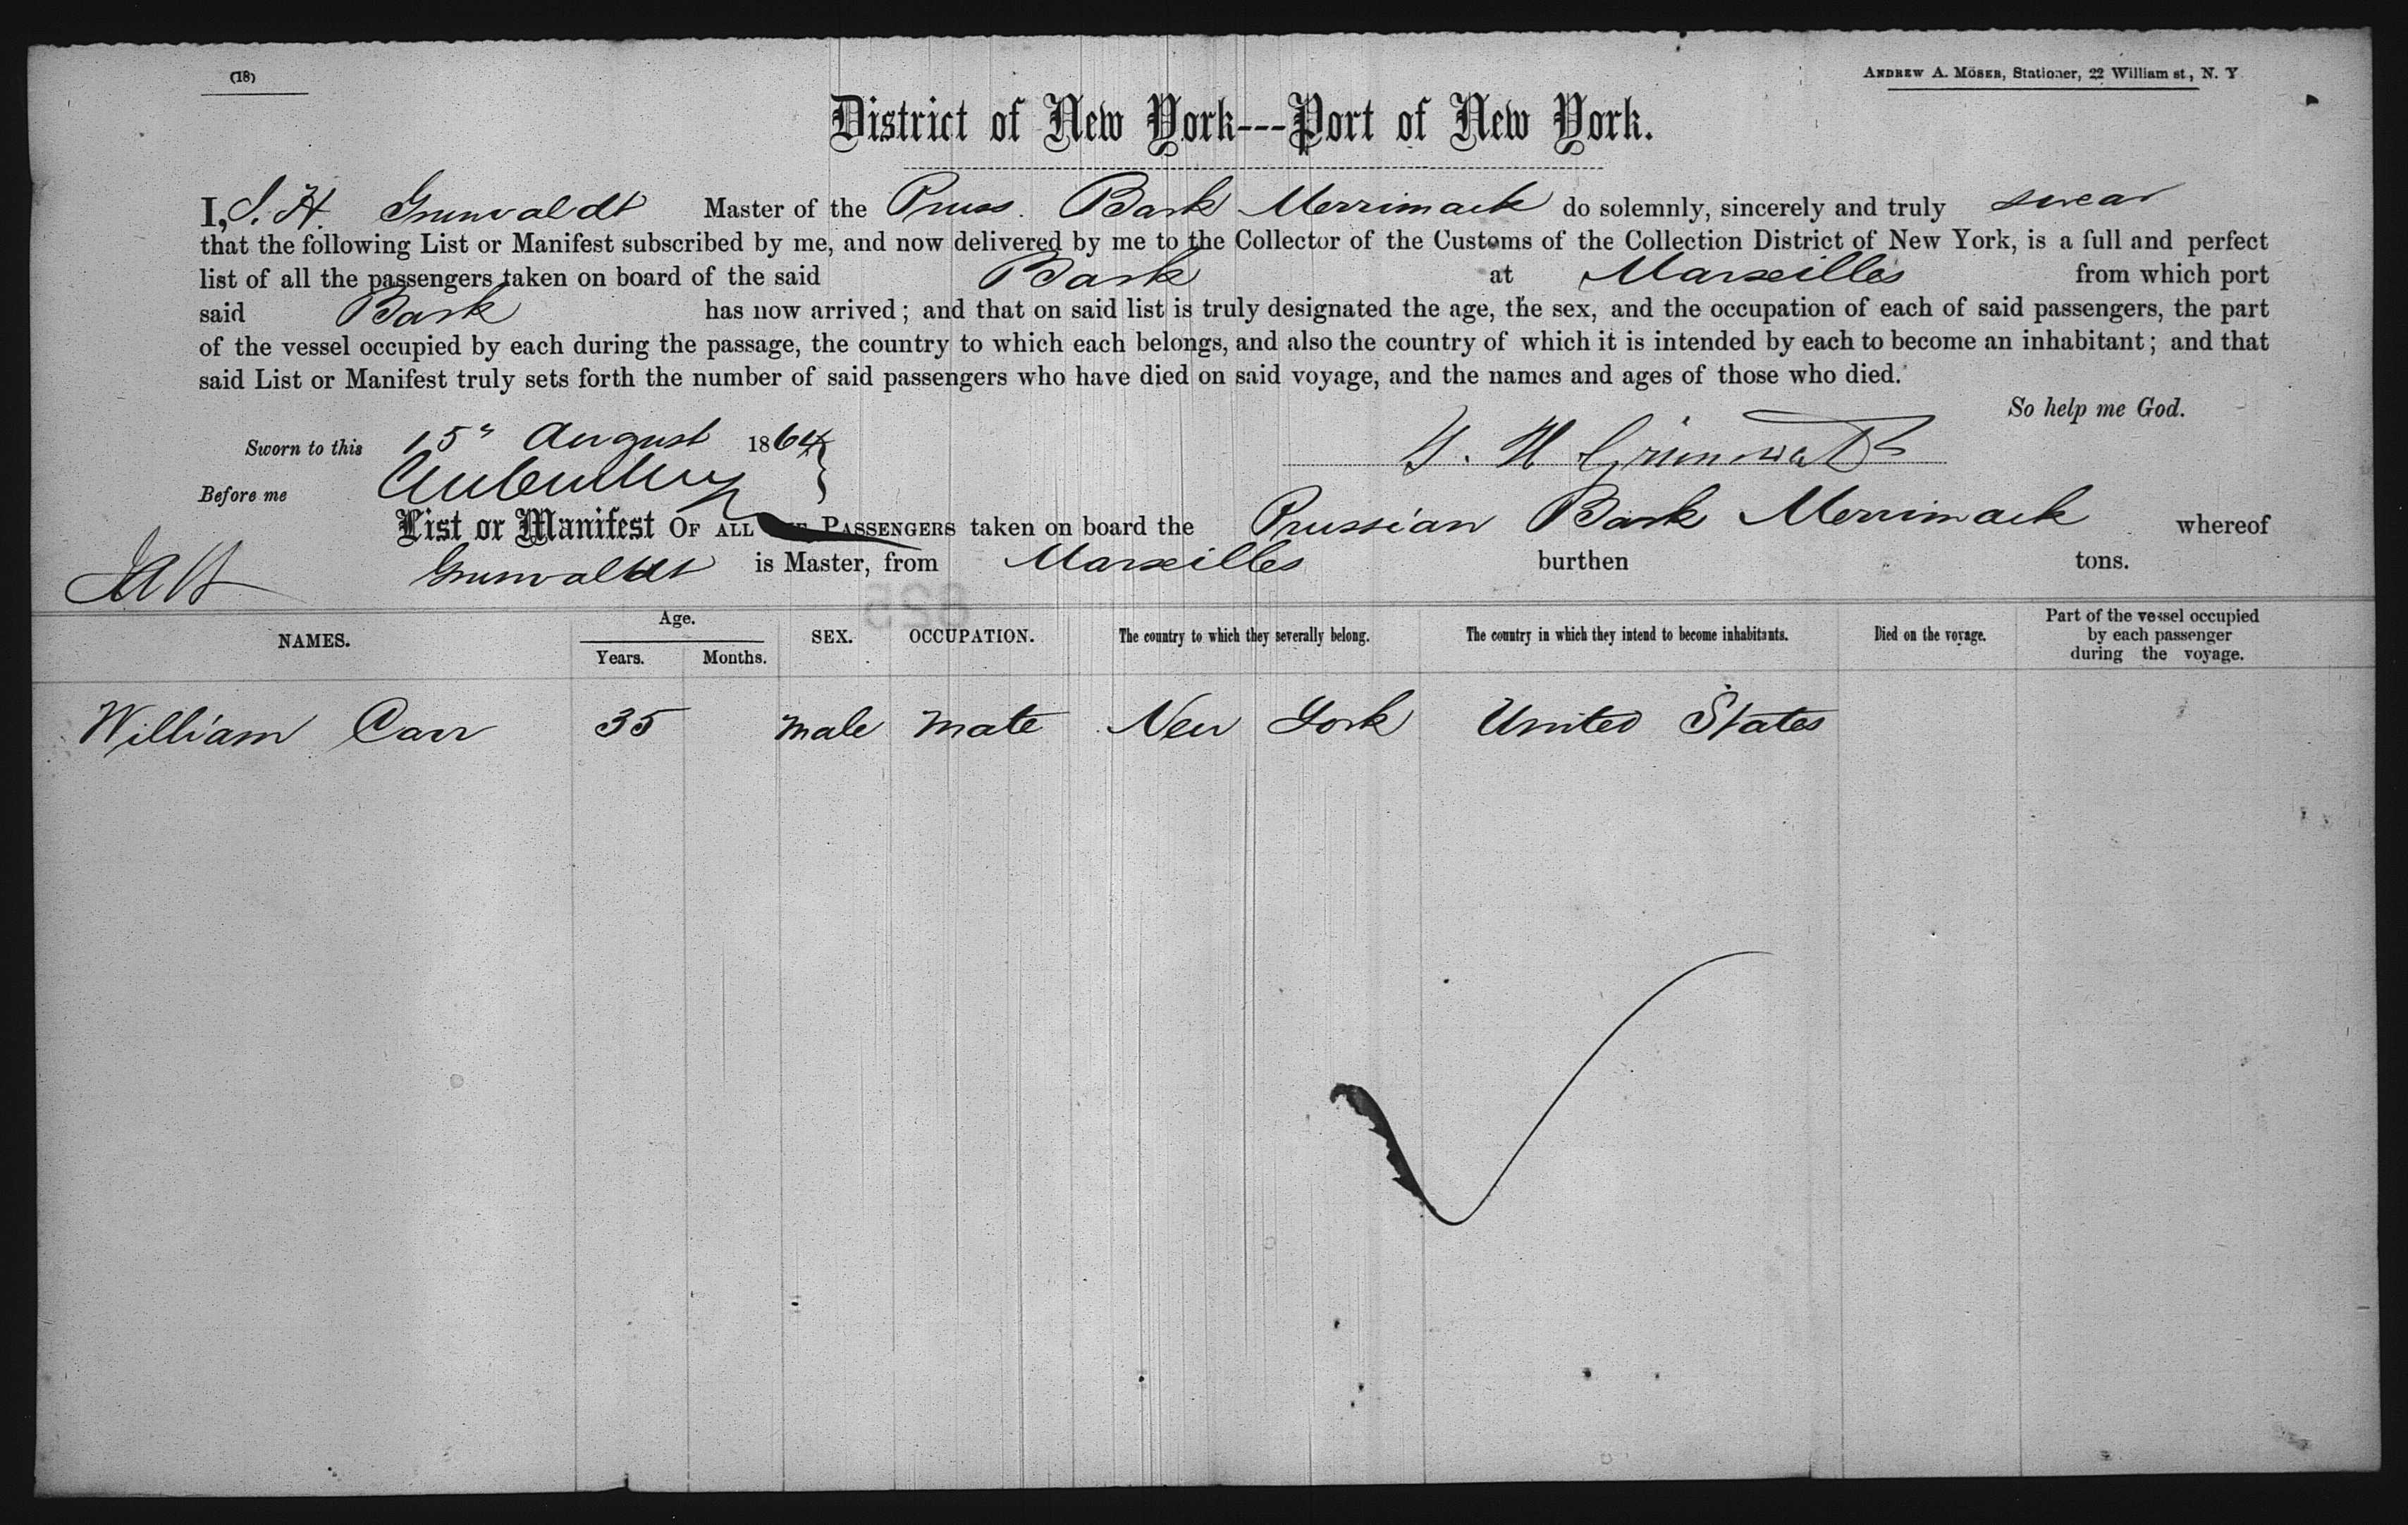 (18)
ANDREW A. MÖSER, Stationer, 22 William st, N. Y
District of New York---Port of New York.
I, S. H. Grunvaldt Master of the Pruss. Bark Merrimack do solemnly, sincerely and truly swear
that the following List or Manifest subscribed by me, and now delivered by me to the Collector of the Customs of the Collection District of New York, is a full and perfect
list of all the passengers taken on board of the said Bark at Marseilles from which port
said Bark has now arrived; and that on said list is truly designated the age, the sex, and the occupation of each of said passengers, the part
of the vessel occupied by each during the passage, the country to which each belongs, and also the country of which it is intended by each to become an inhabitant; and that
said List or Manifest truly sets forth the number of said passengers who have died on said voyage, and the names and ages of those who died.
So help me God.
Sworn to this 15" August 1864
H Grunwaldt
Before me
List or Manifest OF ALL PASSENGERS taken on board the Prussian Bark Merrimack whereof
Grunvaldt is Master, from Marseilles burthen tons.
825
NAMES. Age. Years. Months. SEX. OCCUPATION. The country to which they severally belong. The country in which they intend to become inhabitants. Died on the voyage. Part of the vessel occupied by each passenger during the voyage.
William Carr 35 male mate New York United States